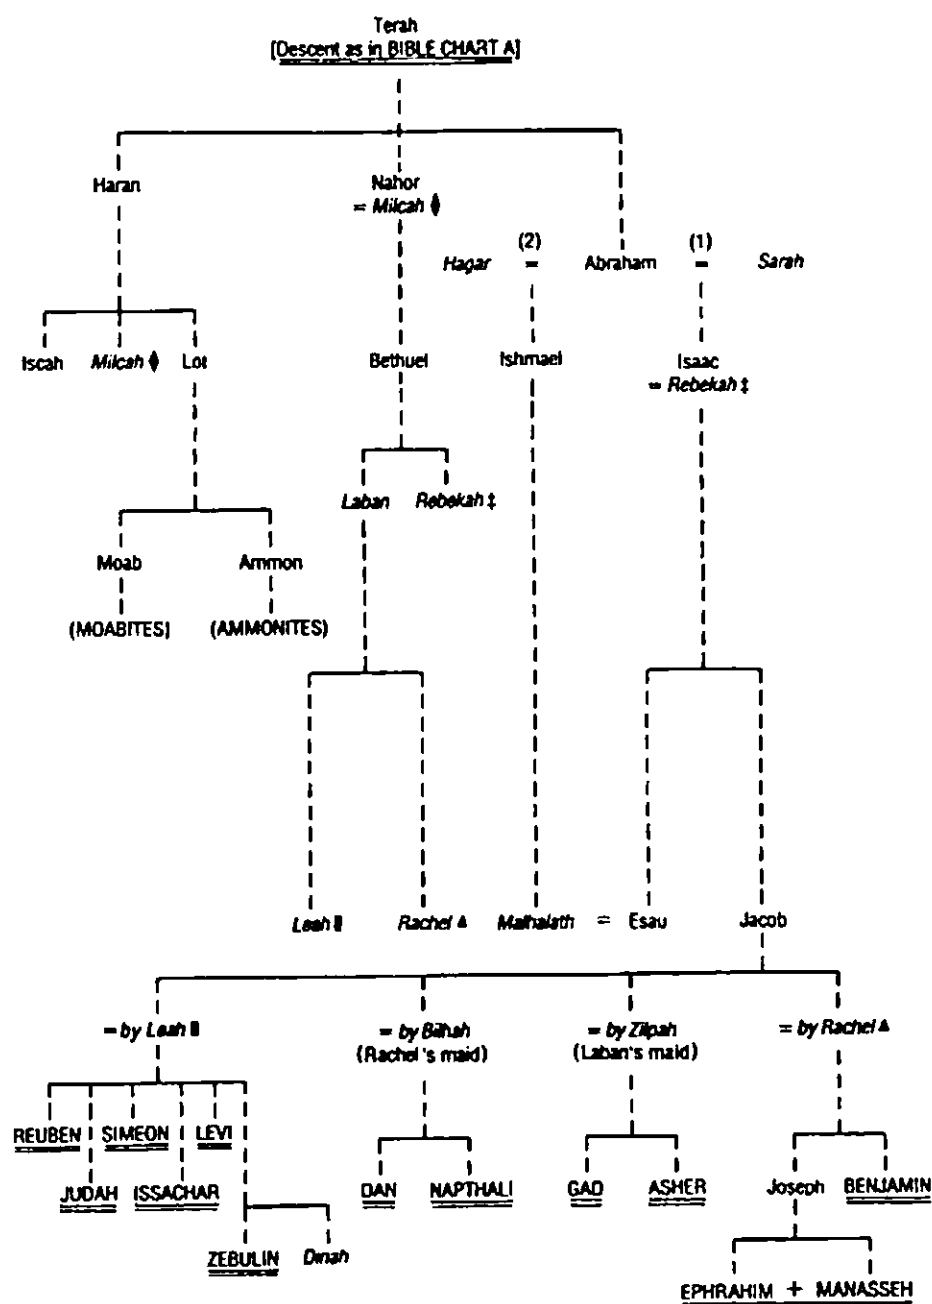 Terah
[Descent as in BIBLE CHART A]
Haran
Nahor
= Milcah ⧫
Hagar (2) = Abraham (1) = Sarah
Iscah Milcah ⧫ Lot
Bethuel
Ishmael
Isaac
= Rebekah ‡
Laban Rebekah ‡
Moab Ammon
(MOABITES) (AMMONITES)
Leah ▮ Rachel ▲ Mahalath = Esau Jacob
= by Leah ▮
= by Bilhah
(Rachel's maid)
= by Zilpah
(Laban's maid)
= by Rachel ▲
REUBEN SIMEON LEVI
JUDAH ISSACHAR
DAN NAPTHALI GAD ASHER Joseph BENJAMIN
ZEBULIN Dinah
EPHRAHIM + MANASSEH